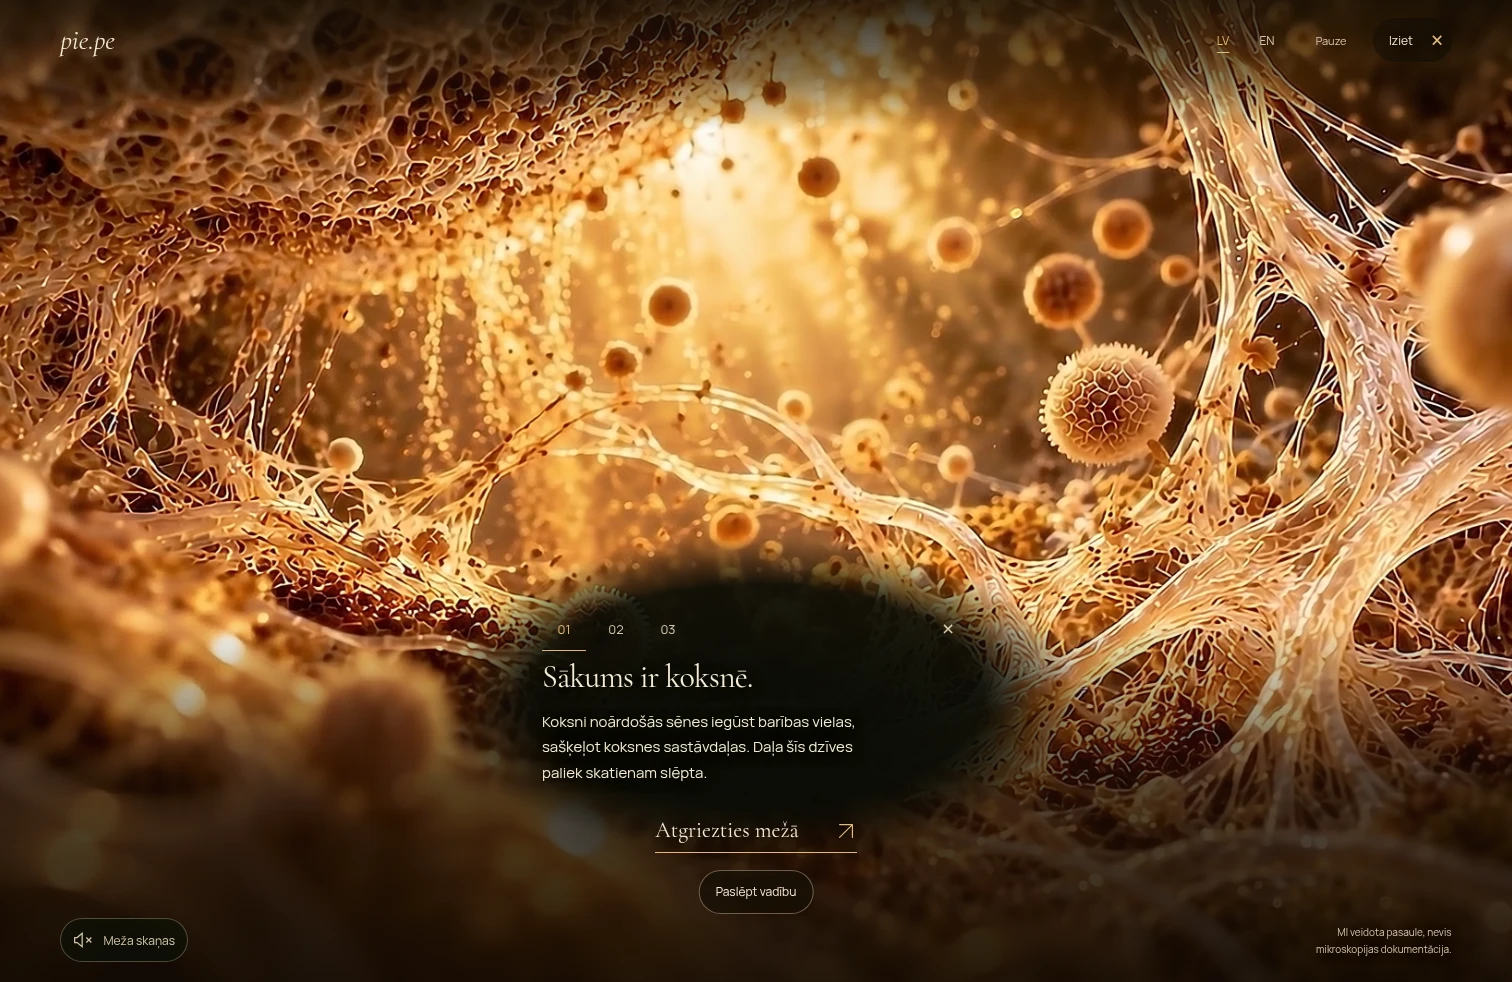 pie.pe
LV EN Pauze Iziet ×
01 02 03 ×
Sākums ir koksnē.
Koksni noārdošās sēnes iegūst barības vielas,
sašķeļot koksnes sastāvdaļas. Daļa šīs dzīves
paliek skatienam slēpta.
Atgriezties mežā
Paslēpt vadību
Meža skaņas
MI veidota pasaule, nevis
mikroskopijas dokumentācija.